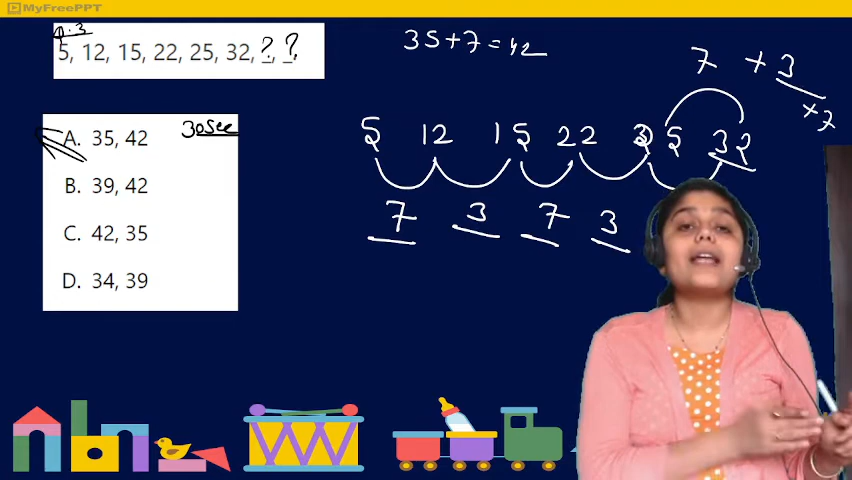 MyFreePPT
Q.3
5, 12, 15, 22, 25, 32, ? ?
30Sec
A. 35, 42
B. 39, 42
C. 42, 35
D. 34, 39
35+7=42
7 +3
+7
5 12 15 22 25 32
7 3 7 3